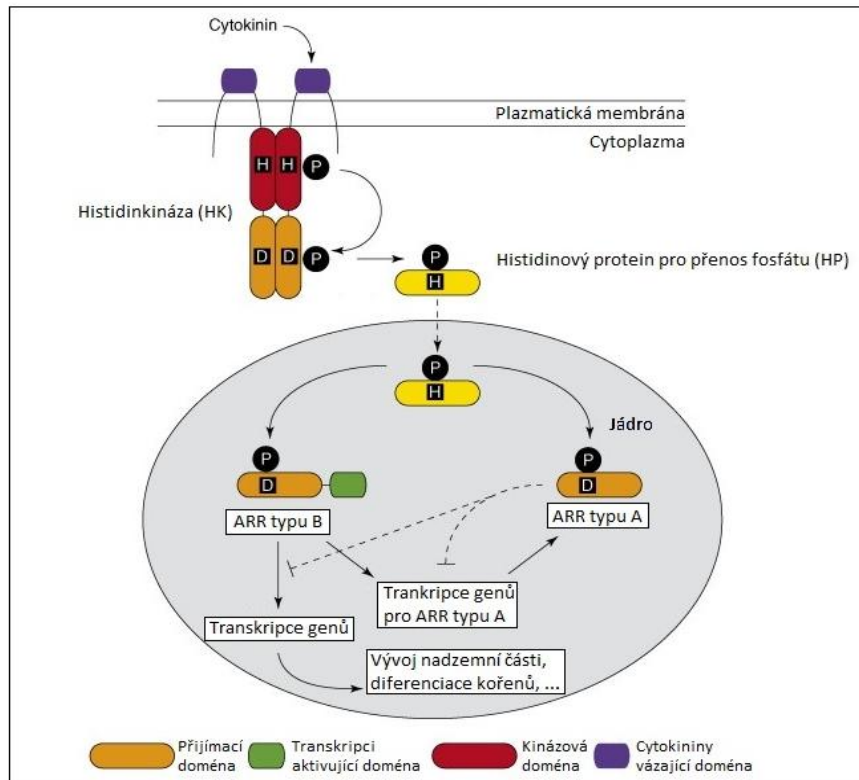 Cytokinin
Plazmatická membrána
Cytoplazma
H H P
Histidinkináza (HK)
D D P
P
Histidinový protein pro přenos fosfátu (HP)
H
P
H
Jádro
P
D
P
D
ARR typu B
ARR typu A
Trankripce genů
pro ARR typu A
Transkripce genů
Vývoj nadzemní části,
diferenciace kořenů, ...
Přijímací
doména
Transkripci
aktivující doména
Kinázová
doména
Cytokininy
vázající doména